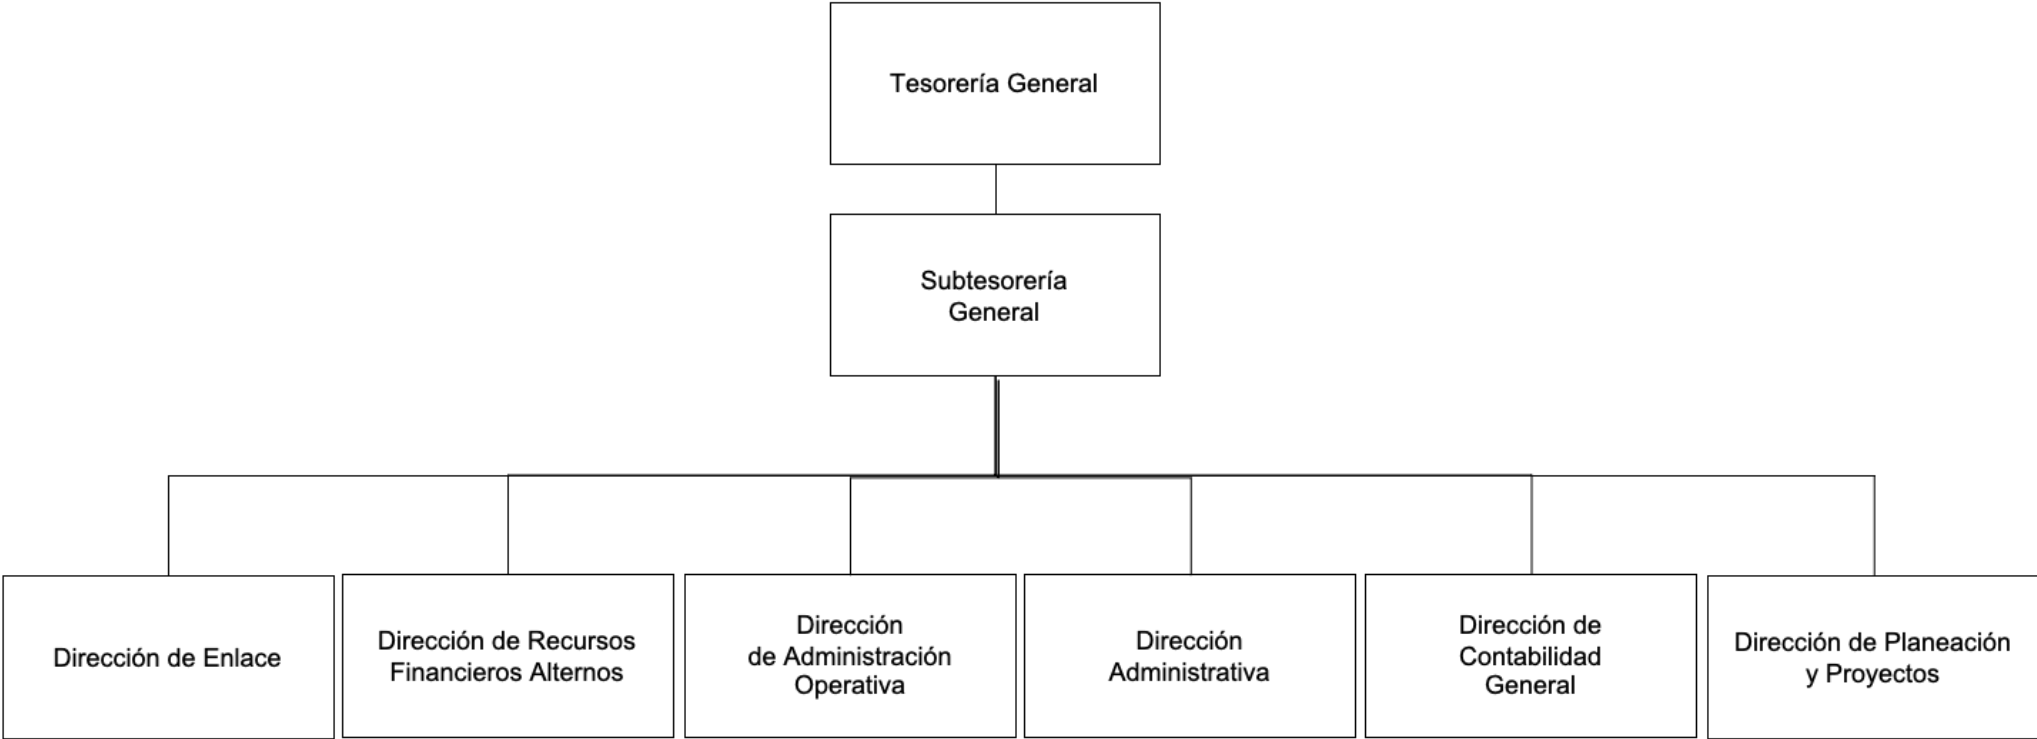 Tesorería General
Subtesorería
General
Dirección de Enlace
Dirección de Recursos
Financieros Alternos
Dirección
de Administración
Operativa
Dirección
Administrativa
Dirección de
Contabilidad
General
Dirección de Planeación
y Proyectos